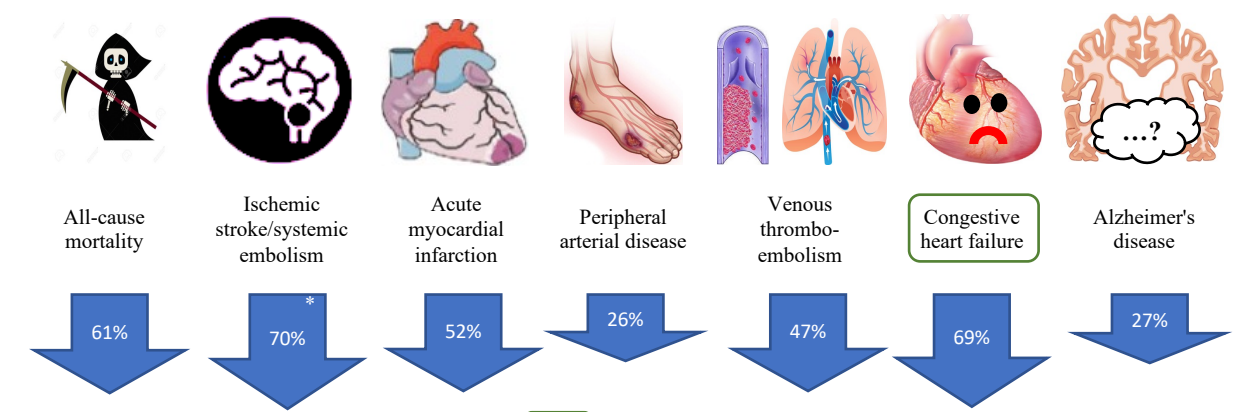 ...?
All-cause
mortality
Ischemic
stroke/systemic
embolism
Acute
myocardial
infarction
Peripheral
arterial disease
Venous
thrombo-
embolism
Congestive
heart failure
Alzheimer's
disease
61%
*
70%
52%
26%
47%
69%
27%